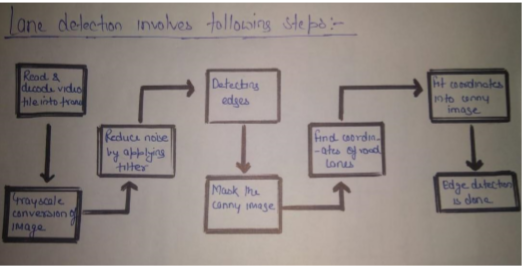 Lane detection involves following steps:-
Read &
decode video
file into frame
Grayscale
conversion of
image
Reduce noise
by applying
filter
Detecting
edges
Mask the
canny image
find coordin-
-ates of road
lanes
Fit coordinates
into canny
image
Edge detection
is done